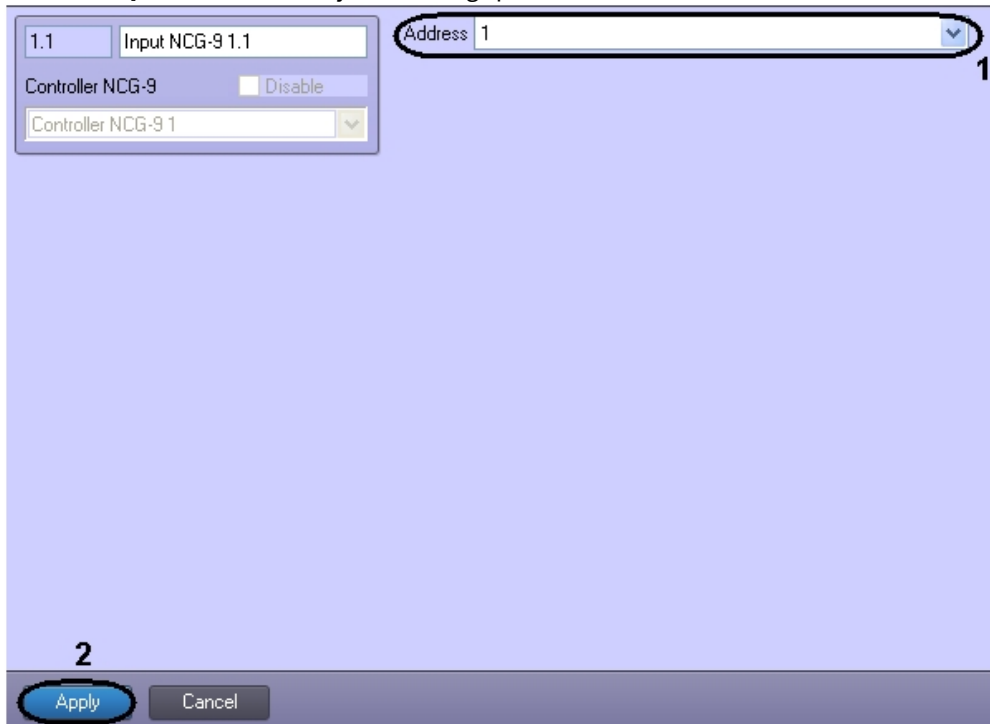 1.1 Input NCG-9 1.1
Address 1
1
Controller NCG-9 Disable
Controller NCG-9 1
2
Apply Cancel